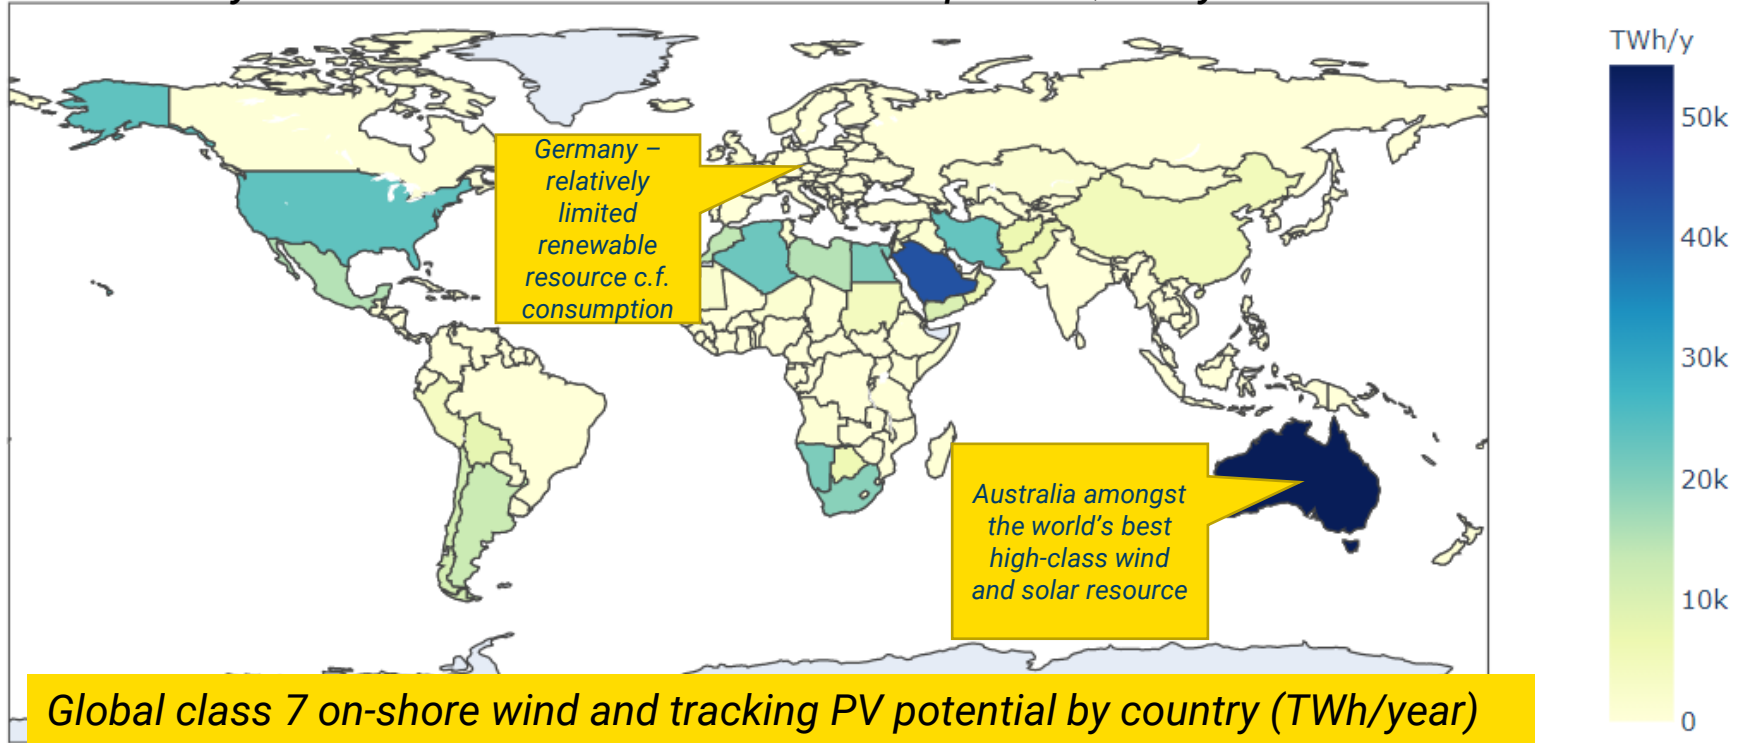 TWh/y
50k
40k
30k
20k
10k
0
Germany –
relatively
limited
renewable
resource c.f.
consumption
Australia amongst
the world’s best
high-class wind
and solar resource
Global class 7 on-shore wind and tracking PV potential by country (TWh/year)